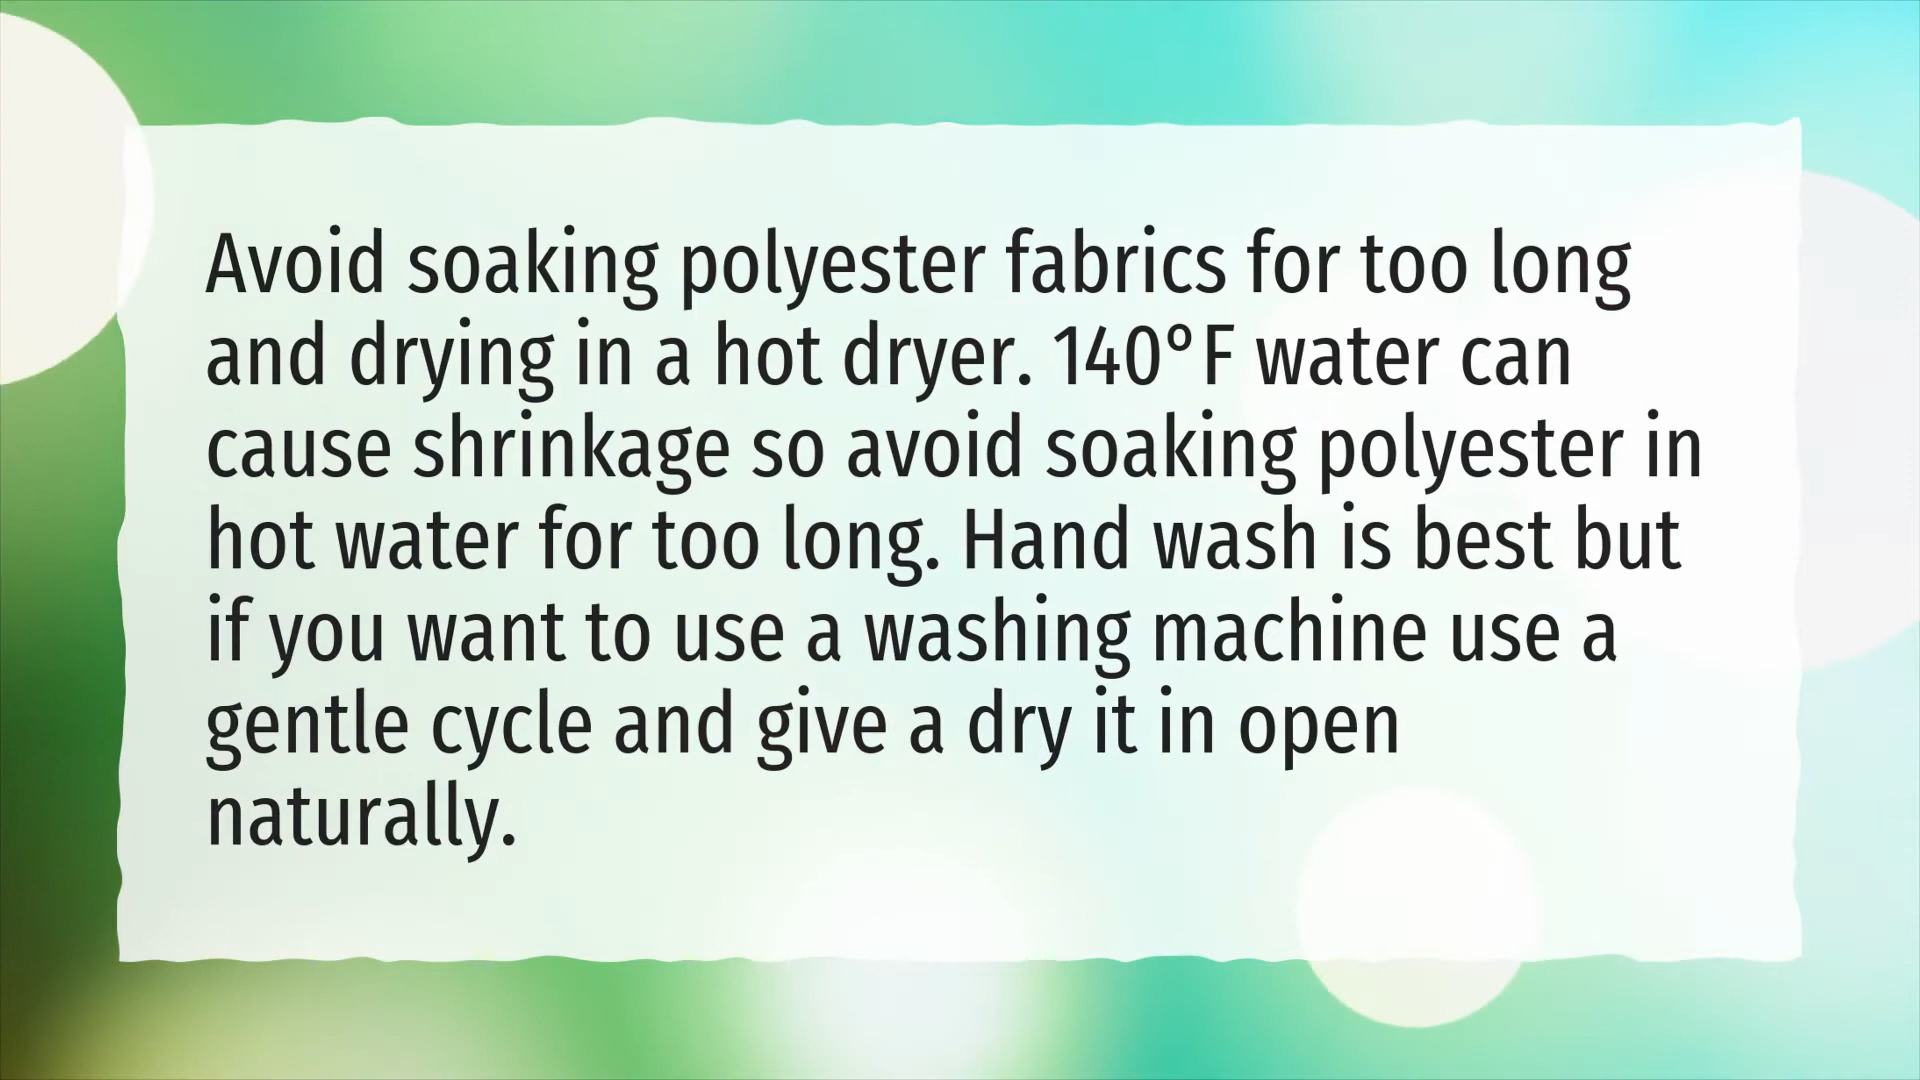 Avoid soaking polyester fabrics for too long
and drying in a hot dryer. 140°F water can
cause shrinkage so avoid soaking polyester in
hot water for too long. Hand wash is best but
if you want to use a washing machine use a
gentle cycle and give a dry it in open
naturally.